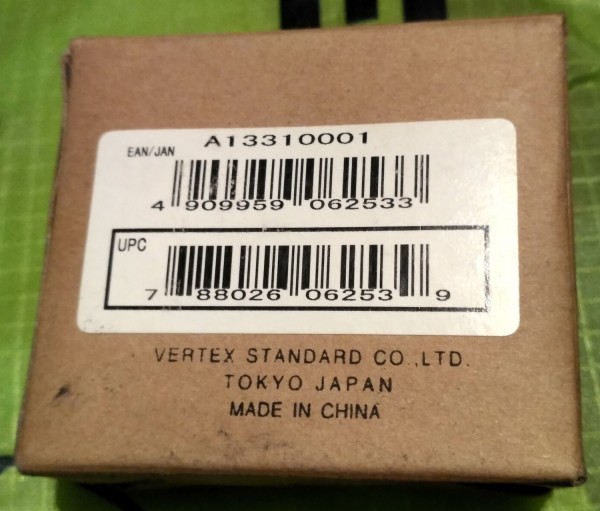 A13310001
EAN/JAN
4 909959 062533
UPC
7 88026 06253 9
VERTEX STANDARD CO.,LTD.
TOKYO JAPAN
MADE IN CHINA